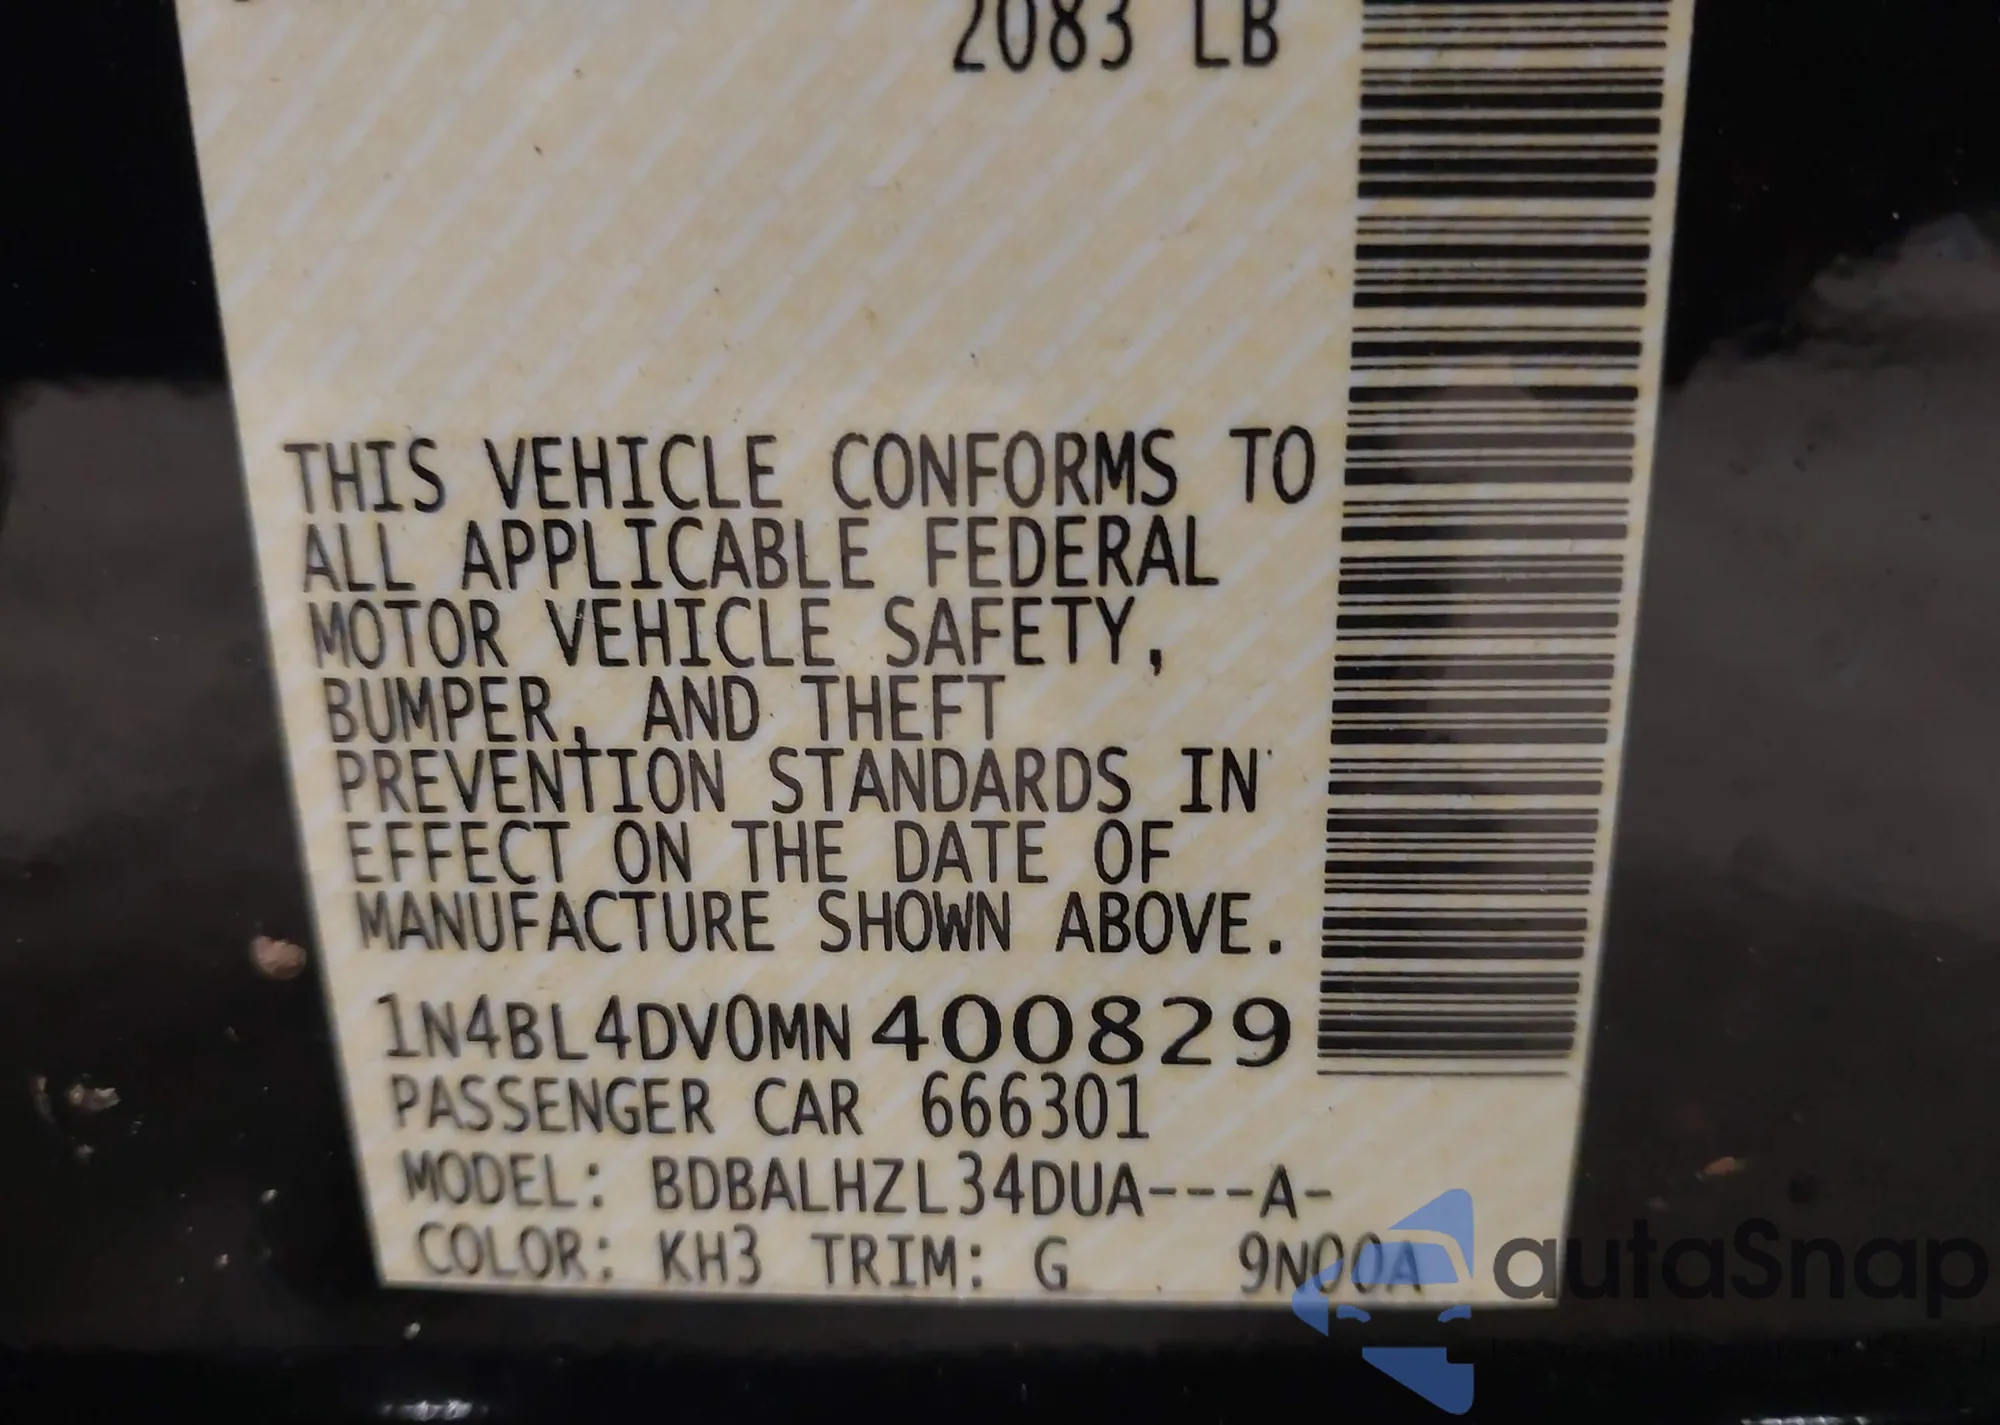 2083 LB
THIS VEHICLE CONFORMS TO
ALL APPLICABLE FEDERAL
MOTOR VEHICLE SAFETY,
BUMPER, AND THEFT
PREVENTION STANDARDS IN
EFFECT ON THE DATE OF
MANUFACTURE SHOWN ABOVE.
1N4BL4DV0MN400829
PASSENGER CAR 666301
MODEL: BDBALHZL34DUA---A-
COLOR: KH3 TRIM: G 9N00A
autaSnap